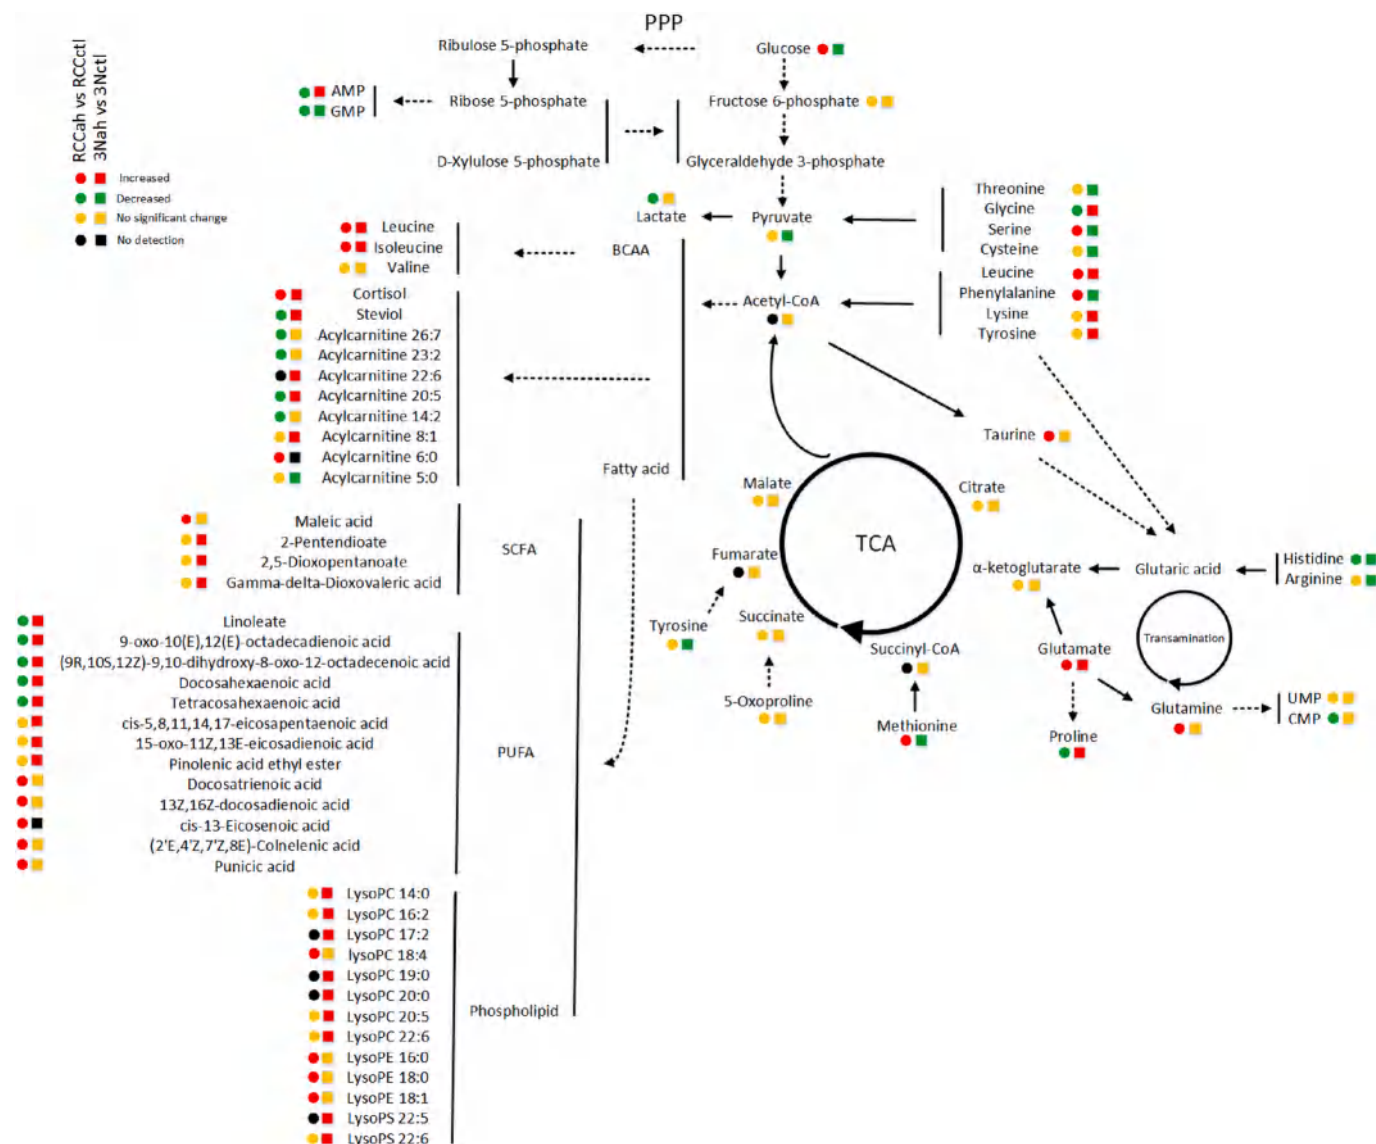 PPP
Ribulose 5-phosphate
Glucose
RCCah vs RCCctl
3Nah vs 3Nctl
AMP
GMP
Ribose 5-phosphate
Fructose 6-phosphate
D-Xylulose 5-phosphate
Glyceraldehyde 3-phosphate
Increased
Decreased
No significant change
No detection
Lactate
Pyruvate
Threonine
Glycine
Serine
Cysteine
Leucine
Isoleucine
Valine
BCAA
Acetyl-CoA
Leucine
Phenylalanine
Lysine
Tyrosine
Cortisol
Steviol
Acylcarnitine 26:7
Acylcarnitine 23:2
Acylcarnitine 22:6
Acylcarnitine 20:5
Acylcarnitine 14:2
Acylcarnitine 8:1
Acylcarnitine 6:0
Acylcarnitine 5:0
Fatty acid
Taurine
Malate
Citrate
TCA
Fumarate
α-ketoglutarate
Glutaric acid
Histidine
Arginine
Tyrosine
Succinate
Succinyl-CoA
Glutamate
Transamination
5-Oxoproline
Methionine
Proline
Glutamine
UMP
CMP
Maleic acid
2-Pentendioate
2,5-Dioxopentanoate
Gamma-delta-Dioxovaleric acid
SCFA
Linoleate
9-oxo-10(E),12(E)-octadecadienoic acid
(9R,10S,12Z)-9,10-dihydroxy-8-oxo-12-octadecenoic acid
Docosahexaenoic acid
Tetracosahexaenoic acid
cis-5,8,11,14,17-eicosapentaenoic acid
15-oxo-11Z,13E-eicosadienoic acid
Pinolenic acid ethyl ester
Docosatrienoic acid
13Z,16Z-docosadienoic acid
cis-13-Eicosenoic acid
(2'E,4'Z,7'Z,8E)-Colnelenic acid
Punicic acid
PUFA
LysoPC 14:0
LysoPC 16:2
LysoPC 17:2
lysoPC 18:4
LysoPC 19:0
LysoPC 20:0
LysoPC 20:5
LysoPC 22:6
LysoPE 16:0
LysoPE 18:0
LysoPE 18:1
LysoPS 22:5
LysoPS 22:6
Phospholipid